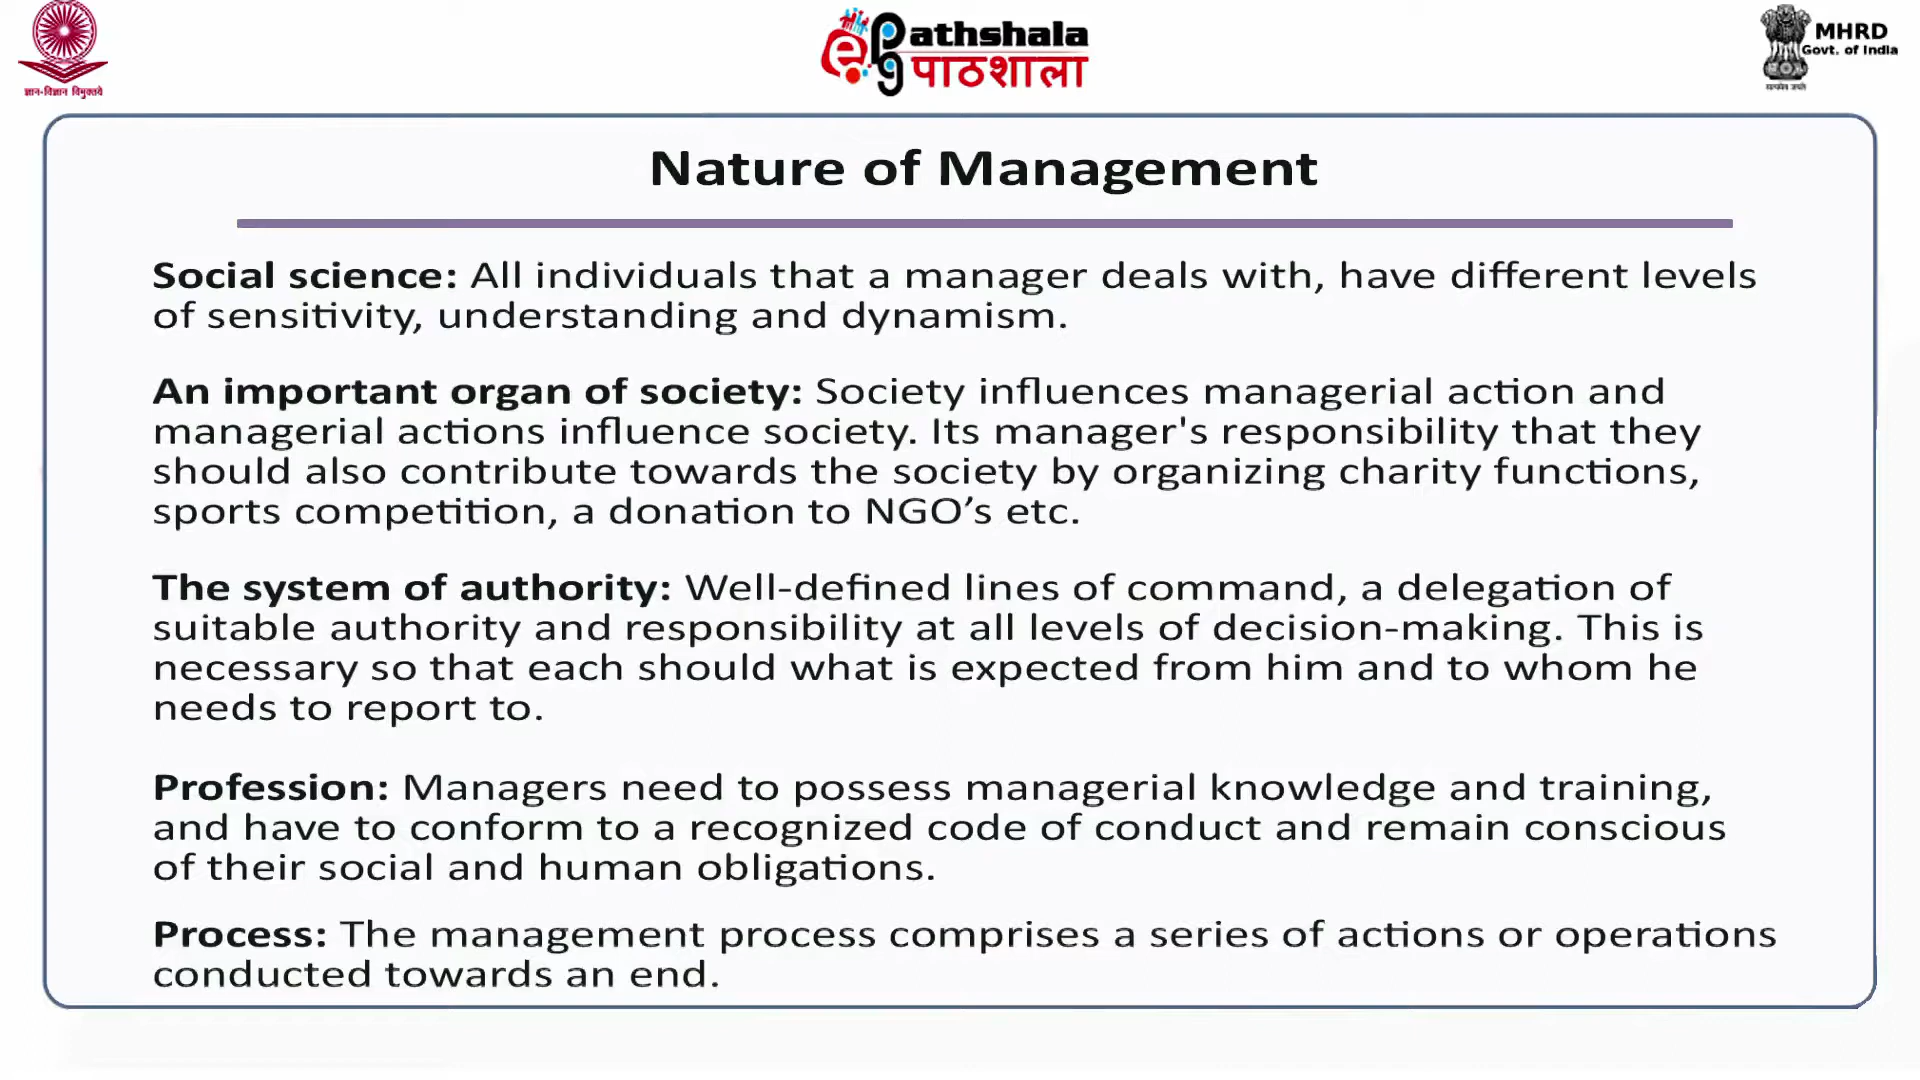 ज्ञान-विज्ञान विमुक्तये
ePG athshala
पाठशाला
MHRD
Govt. of India
सत्यमेव जयते
Nature of Management
Social science: All individuals that a manager deals with, have different levels
of sensitivity, understanding and dynamism.
An important organ of society: Society influences managerial action and
managerial actions influence society. Its manager's responsibility that they
should also contribute towards the society by organizing charity functions,
sports competition, a donation to NGO’s etc.
The system of authority: Well-defined lines of command, a delegation of
suitable authority and responsibility at all levels of decision-making. This is
necessary so that each should what is expected from him and to whom he
needs to report to.
Profession: Managers need to possess managerial knowledge and training,
and have to conform to a recognized code of conduct and remain conscious
of their social and human obligations.
Process: The management process comprises a series of actions or operations
conducted towards an end.